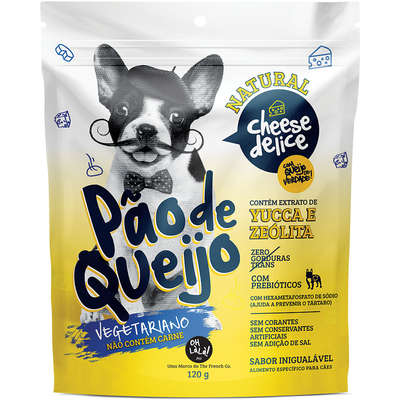 NATURAL
cheese
delice
com queijo
de verdade!
Pão de
Queijo
VEGETARIANO
NÃO CONTÉM CARNE
CONTÉM EXTRATO DE
YUCCA E
ZEÓLITA
ZERO
GORDURAS
TRANS
COM
PREBIÓTICOS
COM HEXAMETAFOSFATO DE SÓDIO
(AJUDA A PREVENIR O TÁRTARO)
SEM CORANTES
SEM CONSERVANTES
ARTIFICIAIS
SEM ADIÇÃO DE SAL
SABOR INIGUALÁVEL
ALIMENTO ESPECÍFICO PARA CÃES
OH
LÁLÁ!
Uma Marca da The French Co.
120 g